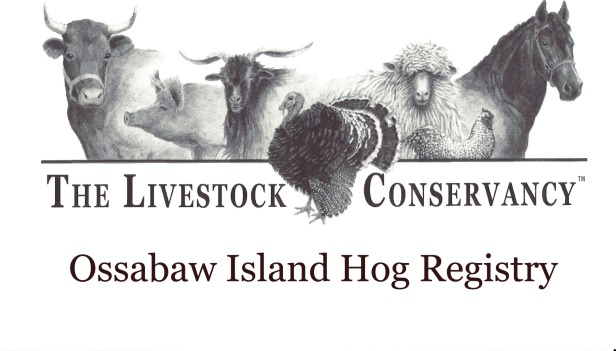 THE LIVESTOCK CONSERVANCY™
Ossabaw Island Hog Registry